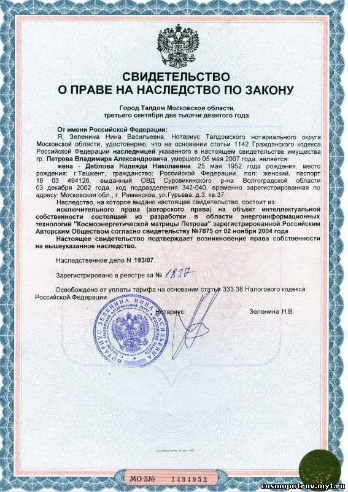 СВИДЕТЕЛЬСТВО
О ПРАВЕ НА НАСЛЕДСТВО ПО ЗАКОНУ
Город Талдом Московской области,
третьего сентября две тысячи девятого года
От имени Российской Федерации:
Я, Зеленина Нина Васильевна, Нотариус Талдомского нотариального округа
Московской области, удостоверяю, что на основании статьи 1142 Гражданского кодекса
Российской Федерации наследницей указанного в настоящем свидетельстве имущества
гр. Петрова Владимира Александровича, умершего 05 мая 2007 года, является
жена - Деблова Надежда Николаевна, 25 мая 1952 года рождения, место
рождения: г.Ташкент, гражданство: Российской Федерации, пол: женский, паспорт
18 03 494126, выданный ОВД Суровикинского р-на Волгоградской области
03 декабря 2002 года, код подразделения 342-040, временно зарегистрированная по
адресу: Московская обл., д.3 кв.37.
Наследство, на которое выдано настоящее свидетельство, состоит из:
исключительного права (авторского права) на объект интеллектуальной
собственности состоящий из разработки в области энергоинформационных
технологий "Космоэнергетической матрицы Петрова" зарегистрированной Российским
Авторским Обществом согласно свидетельству №7875 от 02 ноября 2004 года
Настоящее свидетельство подтверждает возникновение права собственности
на вышеуказанное наследство.
Наследственное дело N 193/07.
Зарегистрировано в реестре за № 1837
Освобождено от уплаты тарифа на основании статьи 333.38 Налогового кодекса
Российской Федерации.
Нотариус Зеленина Н.В.
МО-5№ 1494952
cosmopetrov.my1.ru